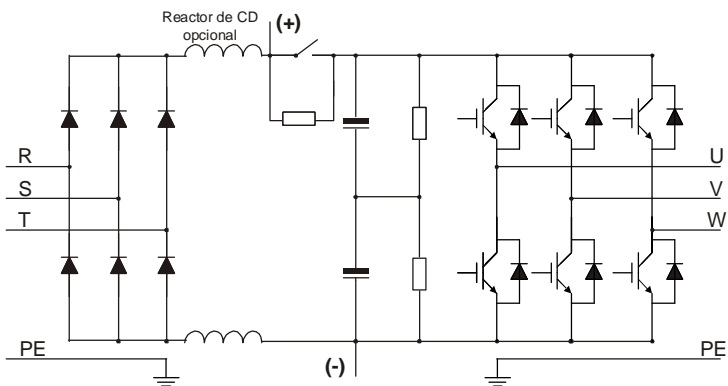 Reactor de CD
opcional
(+)
R
S
T
U
V
W
PE
(-)
PE